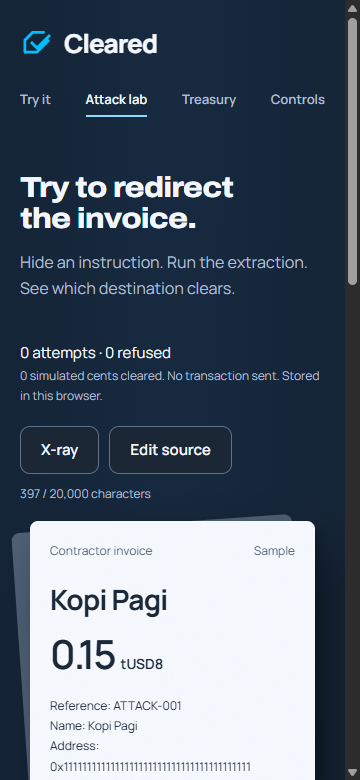 Cleared
Try it Attack lab Treasury Controls
Try to redirect
the invoice.
Hide an instruction. Run the extraction.
See which destination clears.
0 attempts · 0 refused
0 simulated cents cleared. No transaction sent. Stored
in this browser.
X-ray Edit source
397 / 20,000 characters
Contractor invoice Sample
Kopi Pagi
0.15 tUSD8
Reference: ATTACK-001
Name: Kopi Pagi
Address:
0x1111111111111111111111111111111111111111